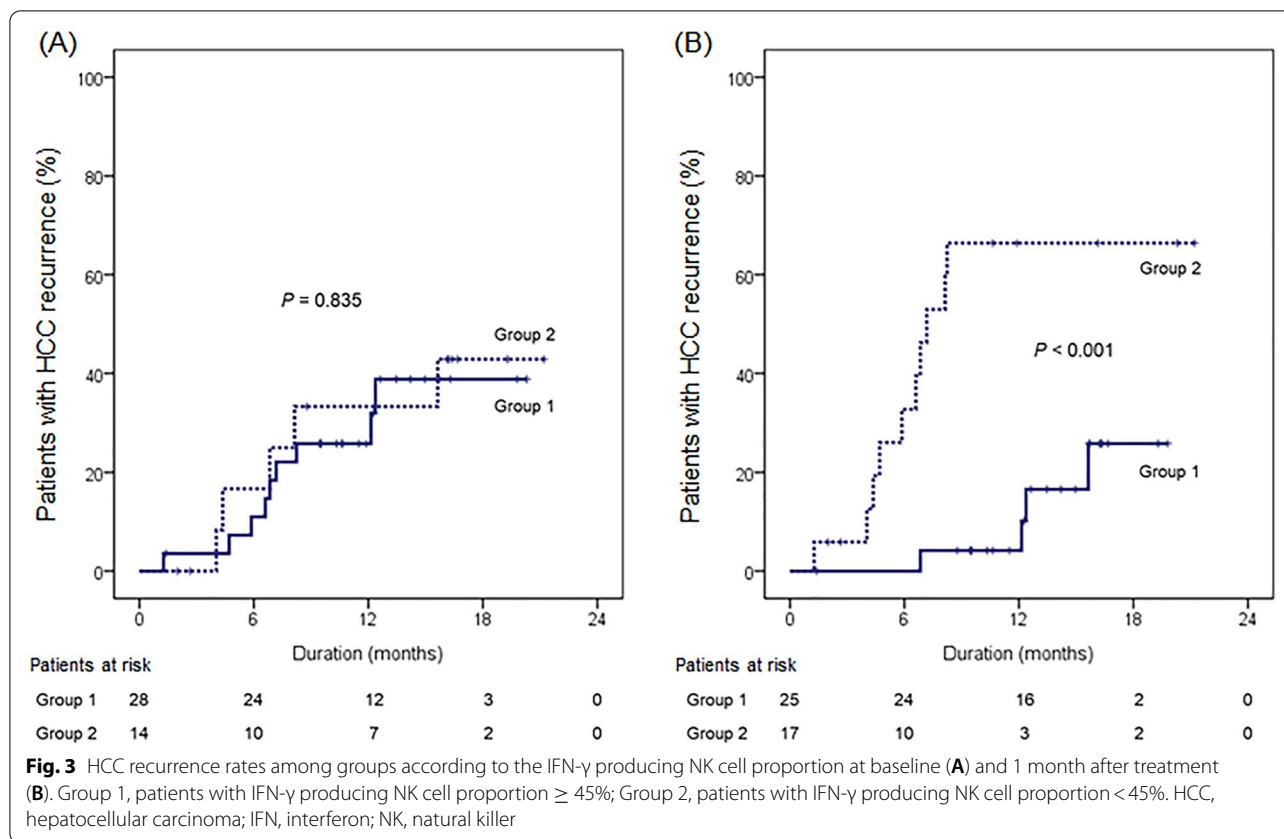 (A)
100
80
60
40
20
0
Patients with HCC recurrence (%)
P = 0.835
Group 2
Group 1
0 6 12 18 24
Duration (months)
Patients at risk
Group 1 28 24 12 3 0
Group 2 14 10 7 2 0
(B)
100
80
60
40
20
0
Patients with HCC recurrence (%)
Group 2
P < 0.001
Group 1
0 6 12 18 24
Duration (months)
Patients at risk
Group 1 25 24 16 2 0
Group 2 17 10 3 2 0
Fig. 3 HCC recurrence rates among groups according to the IFN-γ producing NK cell proportion at baseline (A) and 1 month after treatment
(B). Group 1, patients with IFN-γ producing NK cell proportion ≥ 45%; Group 2, patients with IFN-γ producing NK cell proportion < 45%. HCC,
hepatocellular carcinoma; IFN, interferon; NK, natural killer